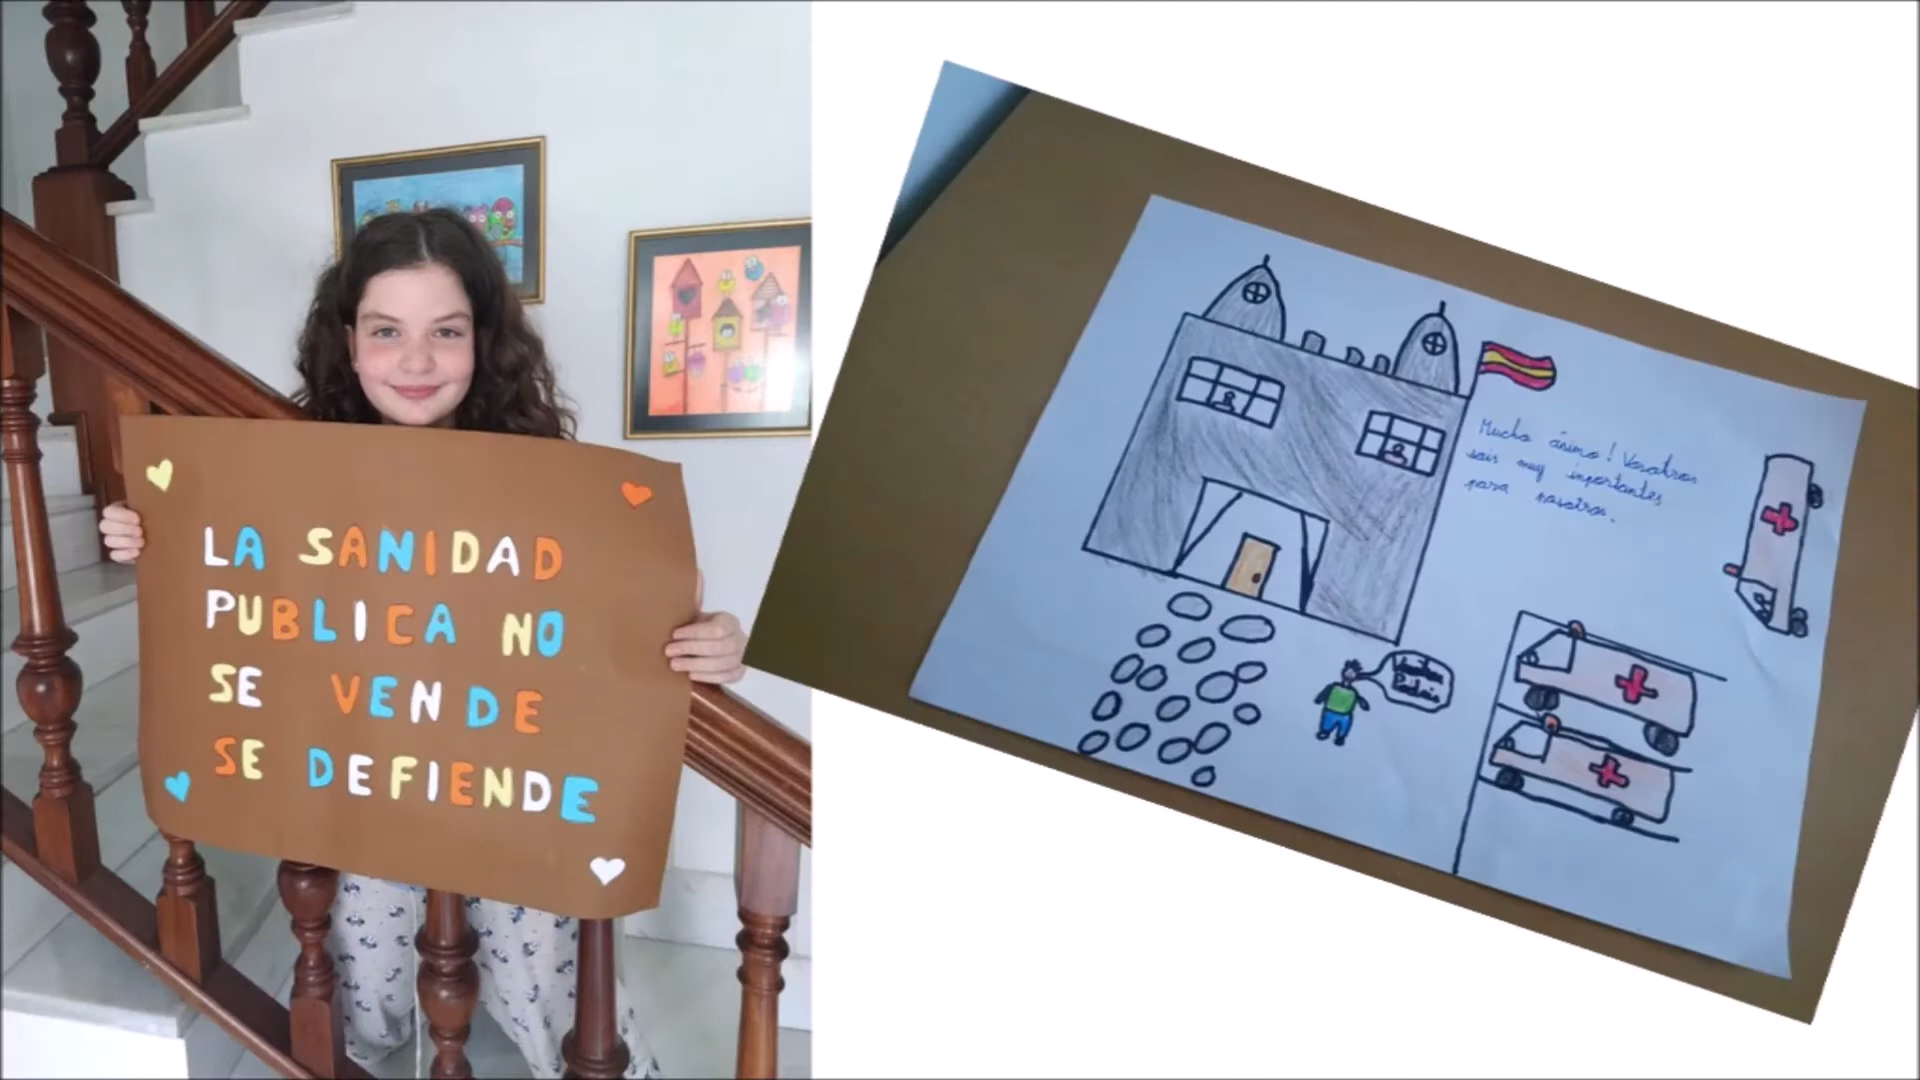 LA SANIDAD
PUBLICA NO
SE VENDE
SE DEFIENDE
Mucho ánimo! Vosotros
sois muy importantes
para nosotros.